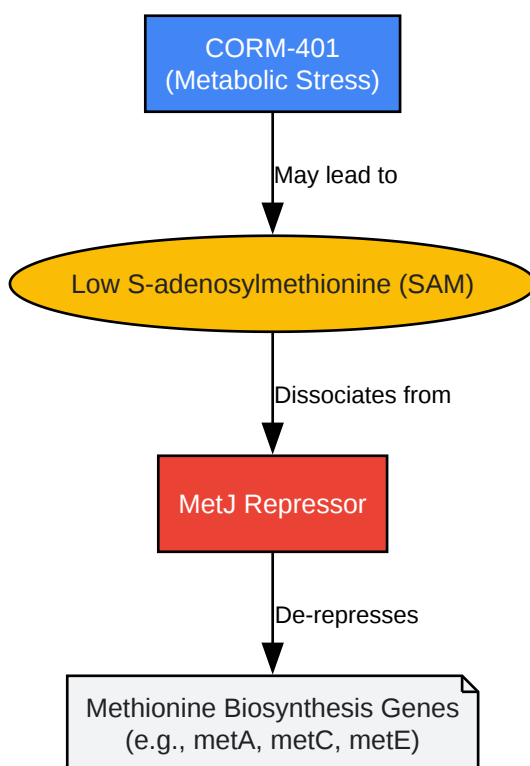 CORM-401
(Metabolic Stress)
May lead to
Low S-adenosylmethionine (SAM)
Dissociates from
MetJ Repressor
De-represses
Methionine Biosynthesis Genes
(e.g., metA, metC, metE)